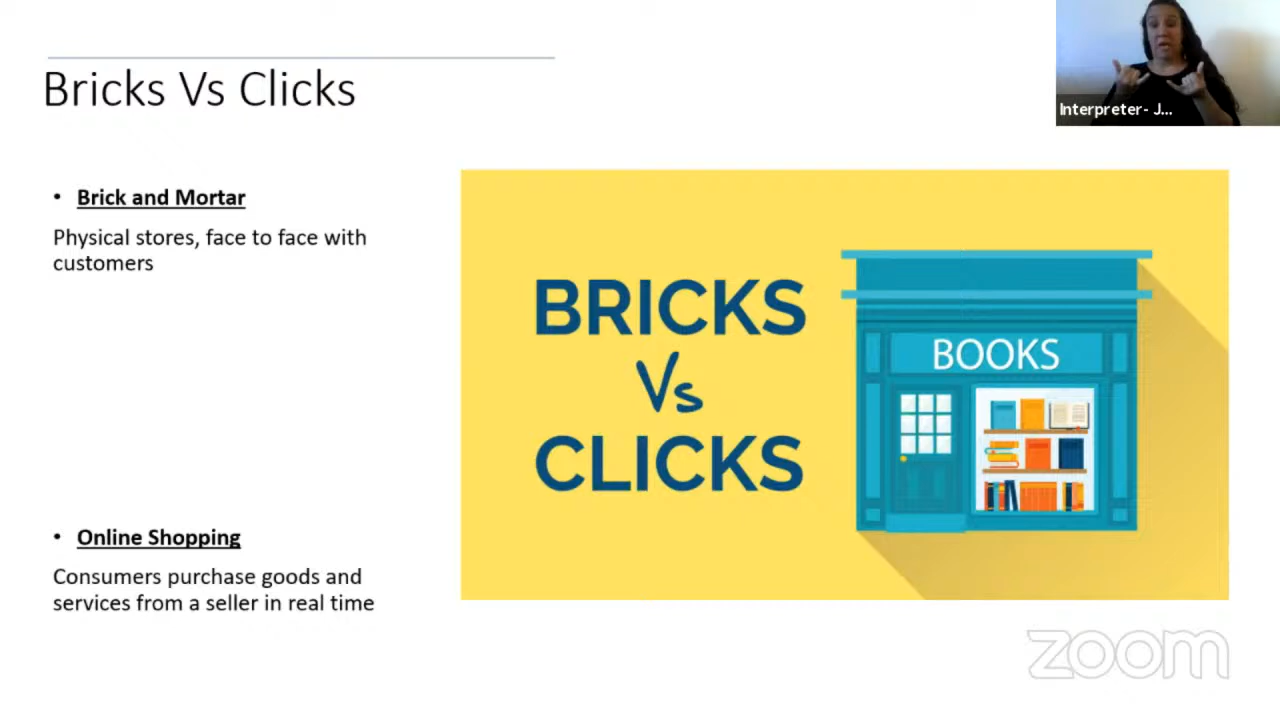 Bricks Vs Clicks
Interpreter- J...
• Brick and Mortar
Physical stores, face to face with
customers
BRICKS
Vs
CLICKS
BOOKS
• Online Shopping
Consumers purchase goods and
services from a seller in real time
zoom